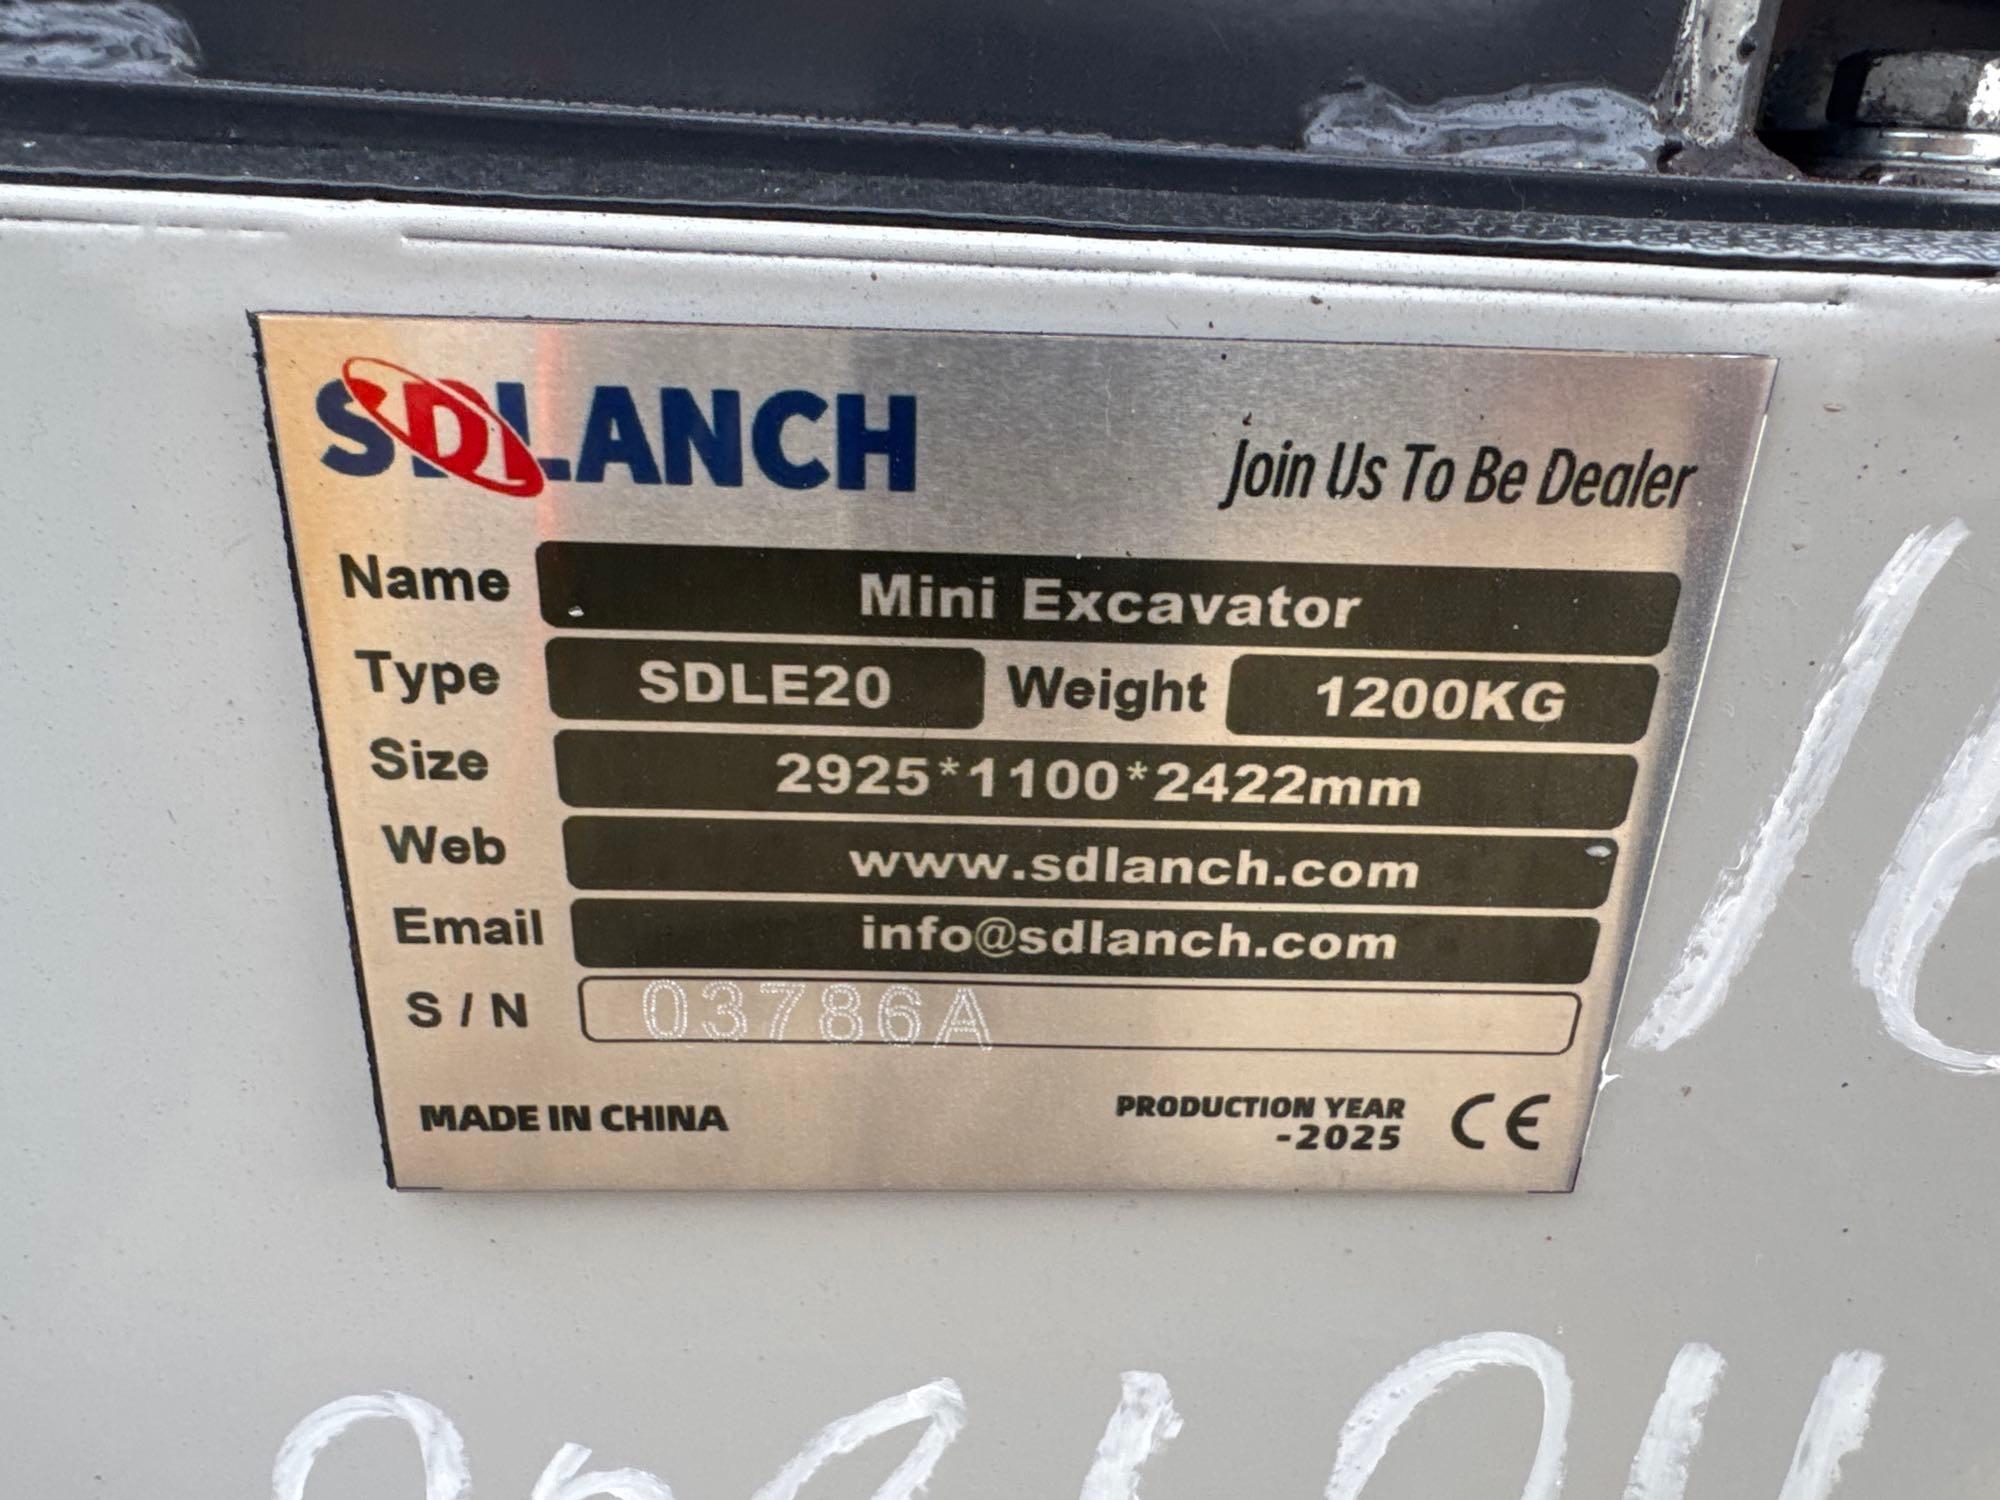 SDLANCH
Join Us To Be Dealer
Name Mini Excavator
Type SDLE20 Weight 1200KG
Size 2925*1100*2422mm
Web www.sdlanch.com
Email info@sdlanch.com
S / N 03786A
MADE IN CHINA
PRODUCTION YEAR
-2025
CE